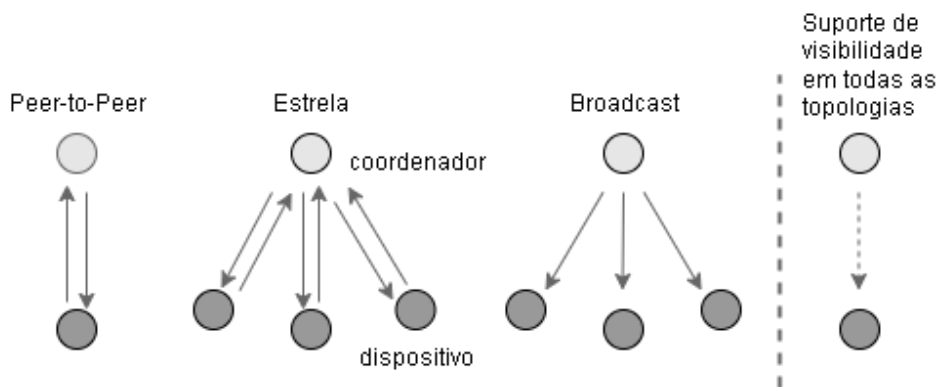 Peer-to-Peer
Estrela
coordenador
dispositivo
Broadcast
Suporte de
visibilidade
em todas as
topologias